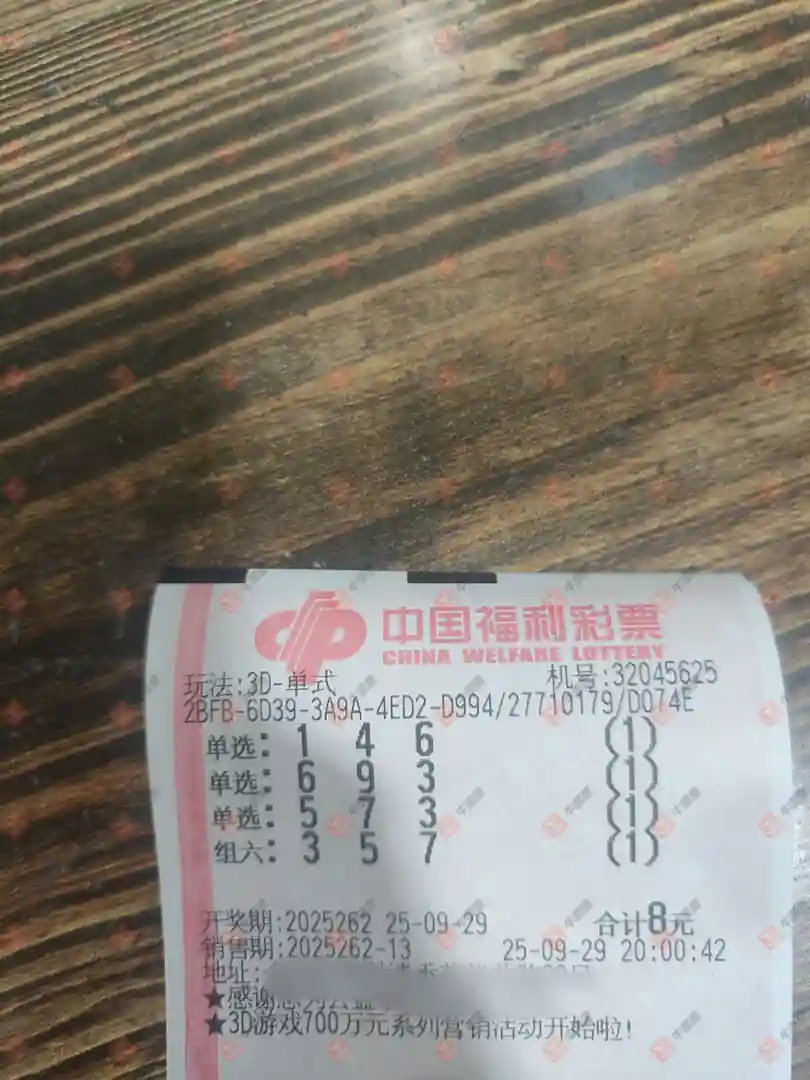 中国福利彩票
CHINA WELFARE LOTTERY
玩法:3D-单式 机号:32045625
2BFB-6D39-3A9A-4ED2-D994/27710179/D074E
单选: 1 4 6 (1)
单选: 6 9 3 (1)
单选: 5 7 3 (1)
组六: 3 5 7 (1)
开奖期:2025262 25-09-29 合计8元
销售期:2025262-13 25-09-29 20:00:42
地址:
★感谢
★3D游戏700万元系列营销活动开始啦!